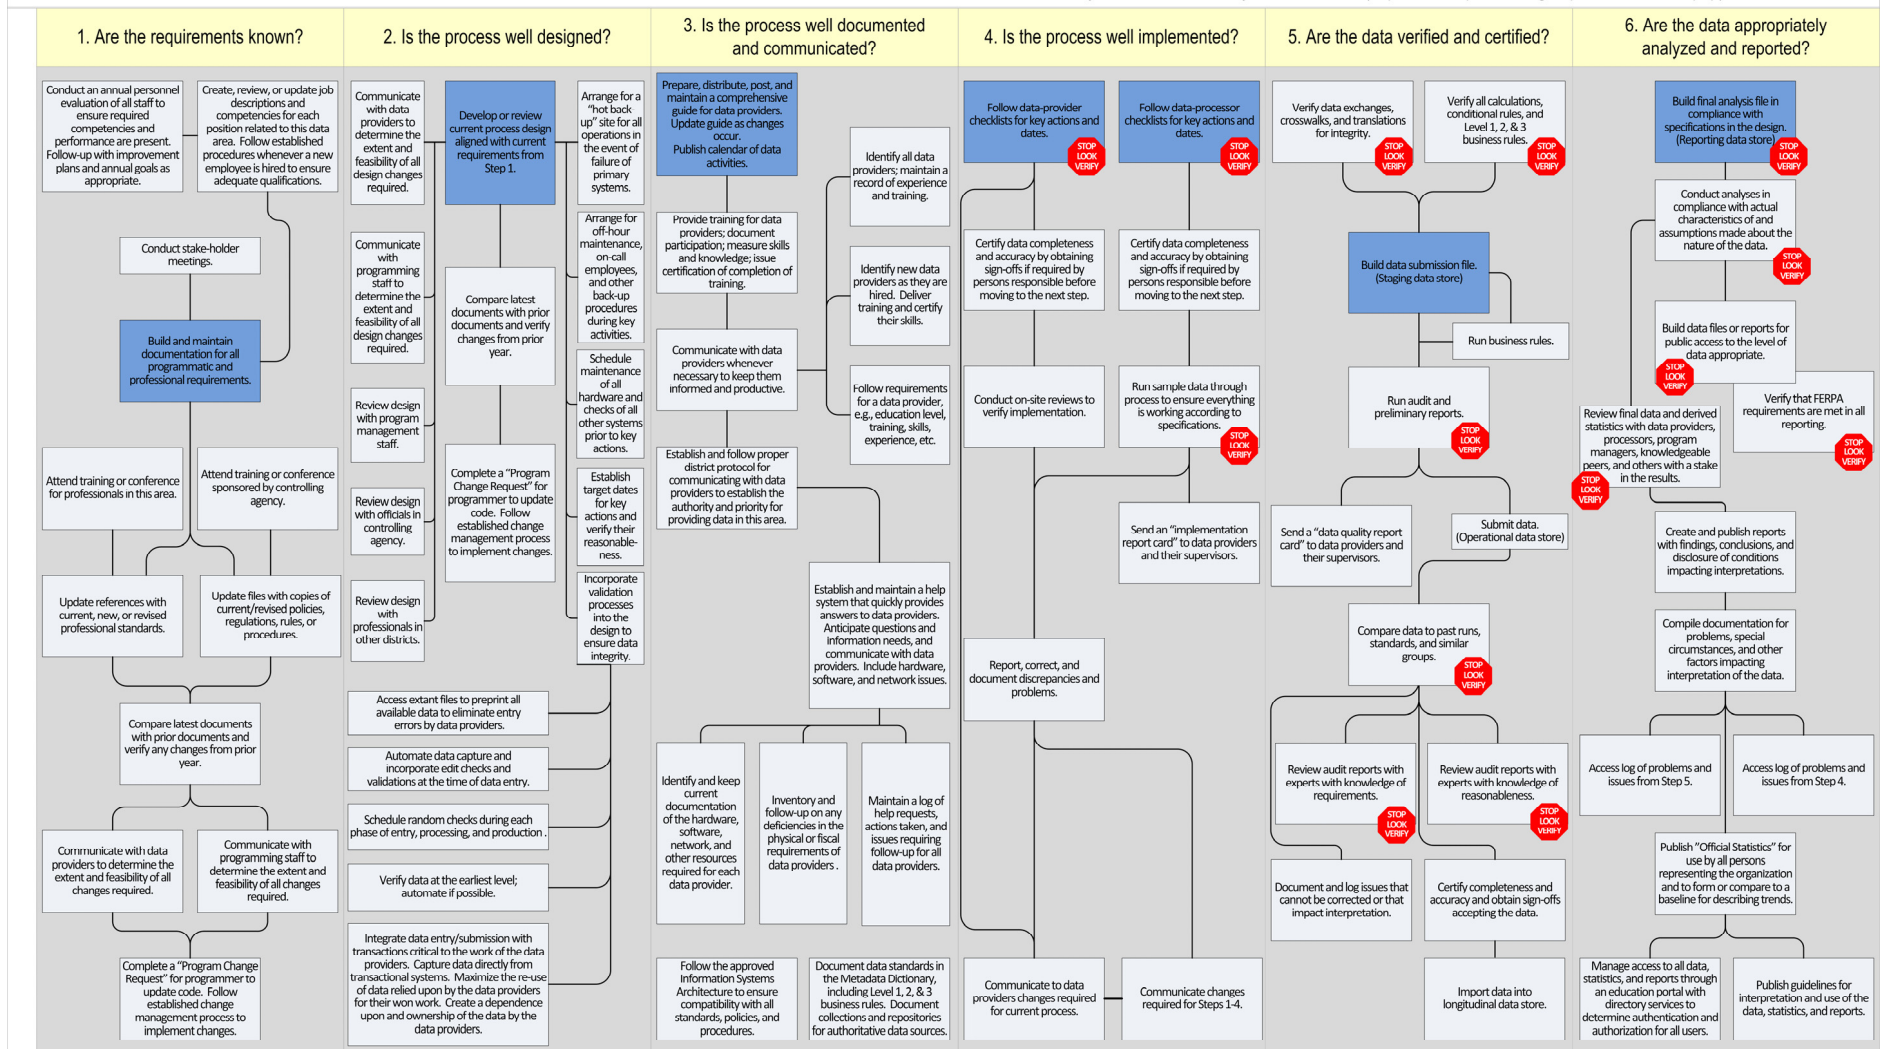 1. Are the requirements known?
Conduct an annual personnel
evaluation of all staff to
ensure required
competencies and
performance are present.
Follow-up with improvement
plans and annual goals as
appropriate.
Create, review, or update job
descriptions and
competencies for each
position related to this data
area. Follow established
procedures whenever a new
employee is hired to ensure
adequate qualifications.
Conduct stake-holder
meetings.
Build and maintain
documentation for all
programmatic and
professional requirements.
Attend training or conference
for professionals in this area.
Attend training or conference
sponsored by controlling
agency.
Update references with
current, new, or revised
professional standards.
Update files with copies of
current/revised policies,
regulations, rules, or
procedures.
Compare latest documents
with prior documents and
verify any changes from prior
year.
Communicate with data
providers to determine the
extent and feasibility of all
changes required.
Communicate with
programming staff to
determine the extent and
feasibility of all changes
required.
Complete a "Program Change
Request" for programmer to
update code. Follow
established change
management process to
implement changes.
2. Is the process well designed?
Communicate
with data
providers to
determine the
extent and
feasibility of all
design changes
required.
Communicate
with
programming
staff to
determine the
extent and
feasibility of all
design changes
required.
Review design
with program
management
staff.
Review design
with officials in
controlling
agency.
Review design
with
professionals in
other districts.
Develop or review
current process design
aligned with current
requirements from
Step 1.
Compare latest
documents with prior
documents and verify
changes from prior
year.
Complete a "Program
Change Request" for
programmer to update
code. Follow
established change
management process
to implement changes.
Arrange for a
"hot back-
up" site for all
operations in
the event of
failure of
primary
systems.
Arrange for
off-hour
maintenance,
on-call
employees,
and other
back-up
procedures
during key
activities.
Schedule
maintenance
of all
hardware and
checks of all
other systems
prior to key
actions.
Establish
target dates
for key
actions and
verify their
reasonable-
ness.
Incorporate
validation
processes
into the
design to
ensure data
integrity.
Access extant files to preprint all
available data to eliminate entry
errors by data providers.
Automate data capture and
incorporate edit checks and
validations at the time of data entry.
Schedule random checks during each
phase of entry, processing, and production .
Verify data at the earliest level;
automate if possible.
Integrate data entry/submission with
transactions critical to the work of the data
providers. Capture data directly from
transactional systems. Maximize the re-use
of data relied upon by the data providers
for their won work. Create a dependence
upon and ownership of the data by the
data providers.
3. Is the process well documented
and communicated?
Prepare, distribute, post, and
maintain a comprehensive
guide for data providers.
Update guide as changes
occur.
Publish calendar of data
activities.
Provide training for data
providers; document
participation; measure skills
and knowledge; issue
certification of completion of
training.
Communicate with data
providers whenever
necessary to keep them
informed and productive.
Establish and follow proper
district protocol for
communicating with data
providers to establish the
authority and priority for
providing data in this area.
Identify all data
providers; maintain a
record of experience
and training.
Identify new data
providers as they are
hired. Deliver
training and certify
their skills.
Follow requirements
for a data provider,
e.g., education level,
training, skills,
experience, etc.
Establish and maintain a help
system that quickly provides
answers to data providers.
Anticipate questions and
information needs, and
communicate with data
providers. Include hardware,
software, and network issues.
Identify and keep
current
documentation
of the hardware,
software,
network, and
other resources
required for each
data provider.
Inventory and
follow-up on any
deficiencies in the
physical or fiscal
requirements of
data providers .
Maintain a log of
help requests,
actions taken, and
issues requiring
follow-up for all
data providers.
Follow the approved
Information Systems
Architecture to ensure
compatibility with all
standards, policies, and
procedures.
Document data standards in
the Metadata Dictionary,
including Level 1, 2, & 3
business rules. Document
collections and repositories
for authoritative data sources.
4. Is the process well implemented?
Follow data-provider
checklists for key actions and
dates.
STOP
LOOK
VERIFY
Follow data-processor
checklists for key actions and
dates.
STOP
LOOK
VERIFY
Certify data completeness
and accuracy by obtaining
sign-offs if required by
persons responsible before
moving to the next step.
Certify data completeness
and accuracy by obtaining
sign-offs if required by
persons responsible before
moving to the next step.
Conduct on-site reviews to
verify implementation.
Run sample data through
process to ensure everything
is working according to
specifications.
STOP
LOOK
VERIFY
Send an "implementation
report card" to data providers
and their supervisors.
Report, correct, and
document discrepancies and
problems.
Communicate to data
providers changes required
for current process.
Communicate changes
required for Steps 1-4.
5. Are the data verified and certified?
Verify data exchanges,
crosswalks, and translations
for integrity.
STOP
LOOK
VERIFY
Verify all calculations,
conditional rules, and
Level 1, 2, & 3
business rules.
STOP
LOOK
VERIFY
Build data submission file.
(Staging data store)
Run business rules.
Run audit and
preliminary reports.
STOP
LOOK
VERIFY
Send a "data quality report
card" to data providers and
their supervisors.
Submit data.
(Operational data store)
Compare data to past runs,
standards, and similar
groups.
STOP
LOOK
VERIFY
Review audit reports with
experts with knowledge of
requirements.
STOP
LOOK
VERIFY
Review audit reports with
experts with knowledge of
reasonableness.
STOP
LOOK
VERIFY
Document and log issues that
cannot be corrected or that
impact interpretation.
Certify completeness and
accuracy and obtain sign-offs
accepting the data.
Import data into
longitudinal data store.
6. Are the data appropriately
analyzed and reported?
Build final analysis file in
compliance with
specifications in the design.
(Reporting data store)
STOP
LOOK
VERIFY
Conduct analyses in
compliance with actual
characteristics of and
assumptions made about the
nature of the data.
STOP
LOOK
VERIFY
Build data files or reports for
public access to the level of
data appropriate.
STOP
LOOK
VERIFY
Verify that FERPA
requirements are met in all
reporting.
STOP
LOOK
VERIFY
Review final data and derived
statistics with data providers,
processors, program
managers, knowledgeable
peers, and others with a stake
in the results.
STOP
LOOK
VERIFY
Create and publish reports
with findings, conclusions, and
disclosure of conditions
impacting interpretations.
Compile documentation for
problems, special
circumstances, and other
factors impacting
interpretation of the data.
Access log of problems and
issues from Step 5.
Access log of problems and
issues from Step 4.
Publish "Official Statistics" for
use by all persons
representing the organization
and to form or compare to a
baseline for describing trends.
Manage access to all data,
statistics, and reports through
an education portal with
directory services to
determine authentication and
authorization for all users.
Publish guidelines for
interpretation and use of the
data, statistics, and reports.